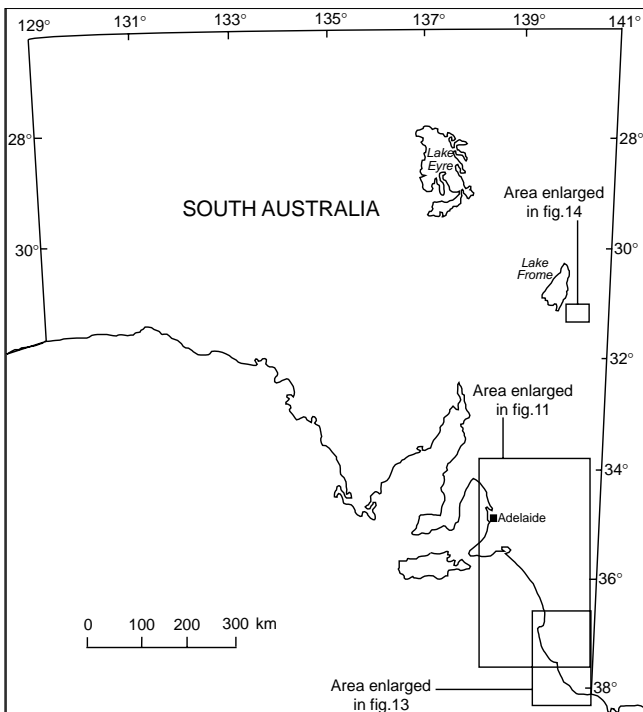 129° 131° 133° 135° 137° 139° 141°
28° 28°
Lake
Eyre
Area enlarged
in fig.14
SOUTH AUSTRALIA
30° 30°
Lake
Frome
32°
Area enlarged
in fig.11
34°
Adelaide
36°
0 100 200 300 km
38°
Area enlarged
in fig.13